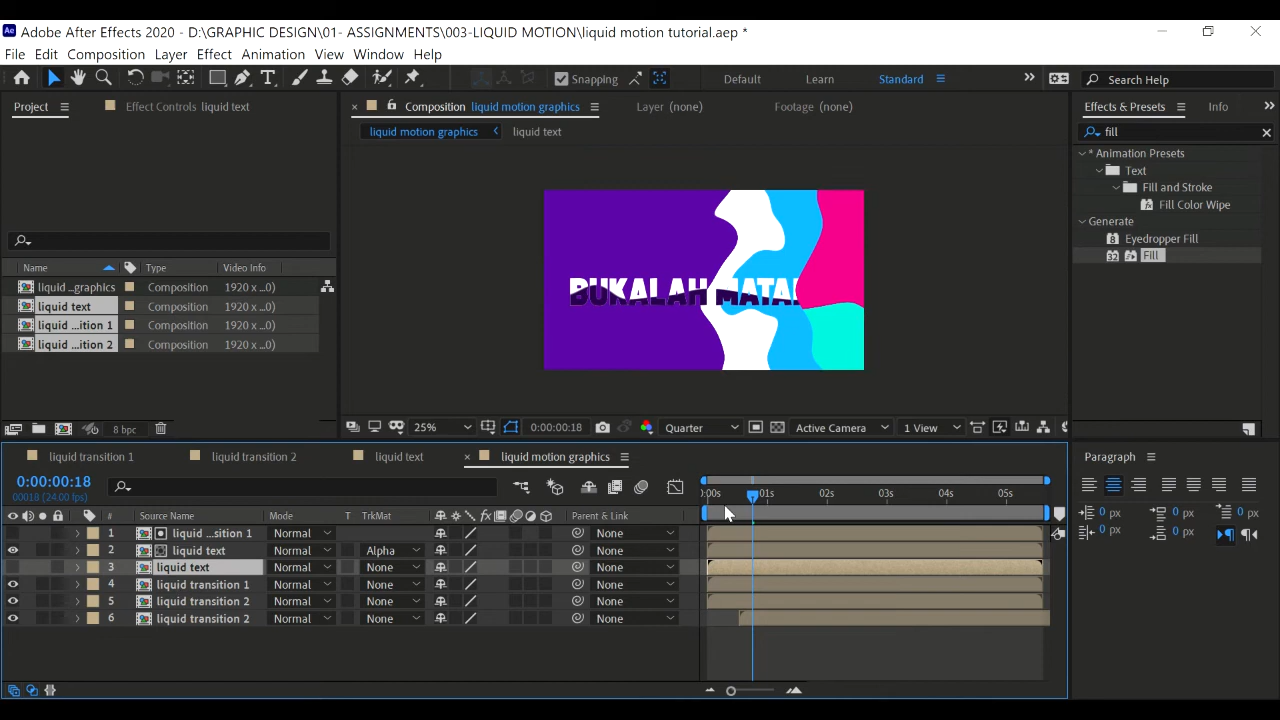 Adobe After Effects 2020 - D:\GRAPHIC DESIGN\01- ASSIGNMENTS\003-LIQUID MOTION\liquid motion tutorial.aep *
File Edit Composition Layer Effect Animation View Window Help
Snapping Default Learn Standard Search Help
Project Effect Controls liquid text Composition liquid motion graphics Layer (none) Footage (none) Effects & Presets Info
liquid motion graphics liquid text
fill
* Animation Presets
Text
Fill and Stroke
Fill Color Wipe
Generate
Eyedropper Fill
Fill
Name Type Video Info
liquid ...graphics Composition 1920 x ...0)
liquid text Composition 1920 x ...0)
liquid ...ition 1 Composition 1920 x ...0)
liquid ...ition 2 Composition 1920 x ...0)
BUKALAH MATA
8 bpc
25% 0:00:00:18 Quarter Active Camera 1 View
liquid transition 1 liquid transition 2 liquid text liquid motion graphics
Paragraph
0:00:00:18
00018 (24.00 fps)
:00s 01s 02s 03s 04s 05s
# Source Name Mode T TrkMat Parent & Link
1 liquid ...sition 1 Normal None
2 liquid text Normal Alpha None
3 liquid text Normal None None
4 liquid transition 1 Normal None None
5 liquid transition 2 Normal None None
6 liquid transition 2 Normal None None
0 px 0 px 0 px
0 px 0 px